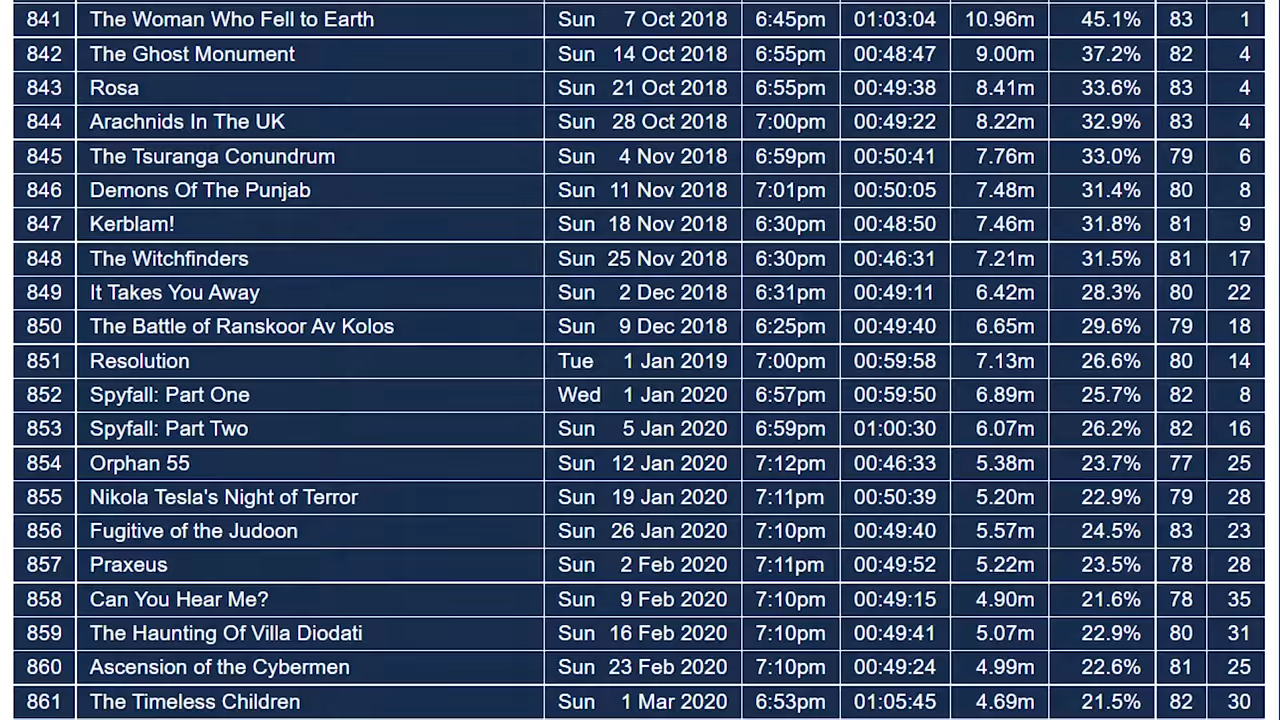 841 The Woman Who Fell to Earth Sun 7 Oct 2018 6:45pm 01:03:04 10.96m 45.1% 83 1
842 The Ghost Monument Sun 14 Oct 2018 6:55pm 00:48:47 9.00m 37.2% 82 4
843 Rosa Sun 21 Oct 2018 6:55pm 00:49:38 8.41m 33.6% 83 4
844 Arachnids In The UK Sun 28 Oct 2018 7:00pm 00:49:22 8.22m 32.9% 83 4
845 The Tsuranga Conundrum Sun 4 Nov 2018 6:59pm 00:50:41 7.76m 33.0% 79 6
846 Demons Of The Punjab Sun 11 Nov 2018 7:01pm 00:50:05 7.48m 31.4% 80 8
847 Kerblam! Sun 18 Nov 2018 6:30pm 00:48:50 7.46m 31.8% 81 9
848 The Witchfinders Sun 25 Nov 2018 6:30pm 00:46:31 7.21m 31.5% 81 17
849 It Takes You Away Sun 2 Dec 2018 6:31pm 00:49:11 6.42m 28.3% 80 22
850 The Battle of Ranskoor Av Kolos Sun 9 Dec 2018 6:25pm 00:49:40 6.65m 29.6% 79 18
851 Resolution Tue 1 Jan 2019 7:00pm 00:59:58 7.13m 26.6% 80 14
852 Spyfall: Part One Wed 1 Jan 2020 6:57pm 00:59:50 6.89m 25.7% 82 8
853 Spyfall: Part Two Sun 5 Jan 2020 6:59pm 01:00:30 6.07m 26.2% 82 16
854 Orphan 55 Sun 12 Jan 2020 7:12pm 00:46:33 5.38m 23.7% 77 25
855 Nikola Tesla's Night of Terror Sun 19 Jan 2020 7:11pm 00:50:39 5.20m 22.9% 79 28
856 Fugitive of the Judoon Sun 26 Jan 2020 7:10pm 00:49:40 5.57m 24.5% 83 23
857 Praxeus Sun 2 Feb 2020 7:11pm 00:49:52 5.22m 23.5% 78 28
858 Can You Hear Me? Sun 9 Feb 2020 7:10pm 00:49:15 4.90m 21.6% 78 35
859 The Haunting Of Villa Diodati Sun 16 Feb 2020 7:10pm 00:49:41 5.07m 22.9% 80 31
860 Ascension of the Cybermen Sun 23 Feb 2020 7:10pm 00:49:24 4.99m 22.6% 81 25
861 The Timeless Children Sun 1 Mar 2020 6:53pm 01:05:45 4.69m 21.5% 82 30